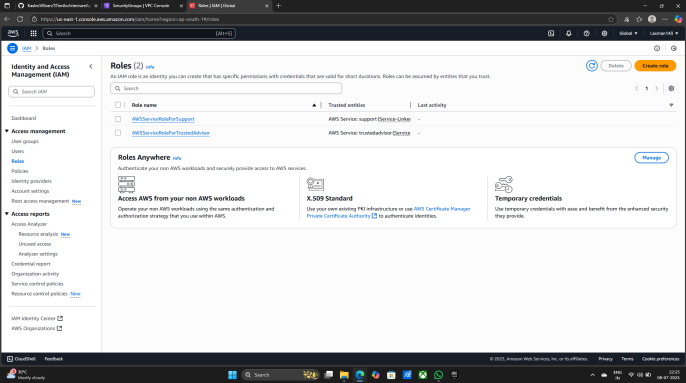 KastroVKiran/3TierArchitecture
SecurityGroups | VPC Console
Roles | IAM | Global
https://us-east-1.console.aws.amazon.com/iam/home?region=ap-south-1#/roles
aws
Search
[Alt+S]
Global
Laxman143
IAM > Roles
Identity and Access
Management (IAM)
Search IAM
Dashboard
Access management
User groups
Users
Roles
Policies
Identity providers
Account settings
Root access management New
Access reports
Access Analyzer
Resource analysis New
Unused access
Analyzer settings
Credential report
Organization activity
Service control policies
Resource control policies New
IAM Identity Center
AWS Organizations
Roles (2) Info
Delete
Create role
An IAM role is an identity you can create that has specific permissions with credentials that are valid for short durations. Roles can be assumed by entities that you trust.
Search
1
Role name
Trusted entities
Last activity
AWSServiceRoleForSupport
AWS Service: support (Service-Linke
-
AWSServiceRoleForTrustedAdvisor
AWS Service: trustedadvisor (Service
-
Roles Anywhere Info
Manage
Authenticate your non AWS workloads and securely provide access to AWS services.
Access AWS from your non AWS workloads
Operate your non AWS workloads using the same authentication and
authorization strategy that you use within AWS.
X.509 Standard
Use your own existing PKI infrastructure or use AWS Certificate Manager
Private Certificate Authority to authenticate identities.
Temporary credentials
Use temporary credentials with ease and benefit from the enhanced security
they provide.
CloudShell
Feedback
© 2025, Amazon Web Services, Inc. or its affiliates.
Privacy
Terms
Cookie preferences
30°C
Mostly cloudy
Search
ENG
IN
22:25
05-07-2025